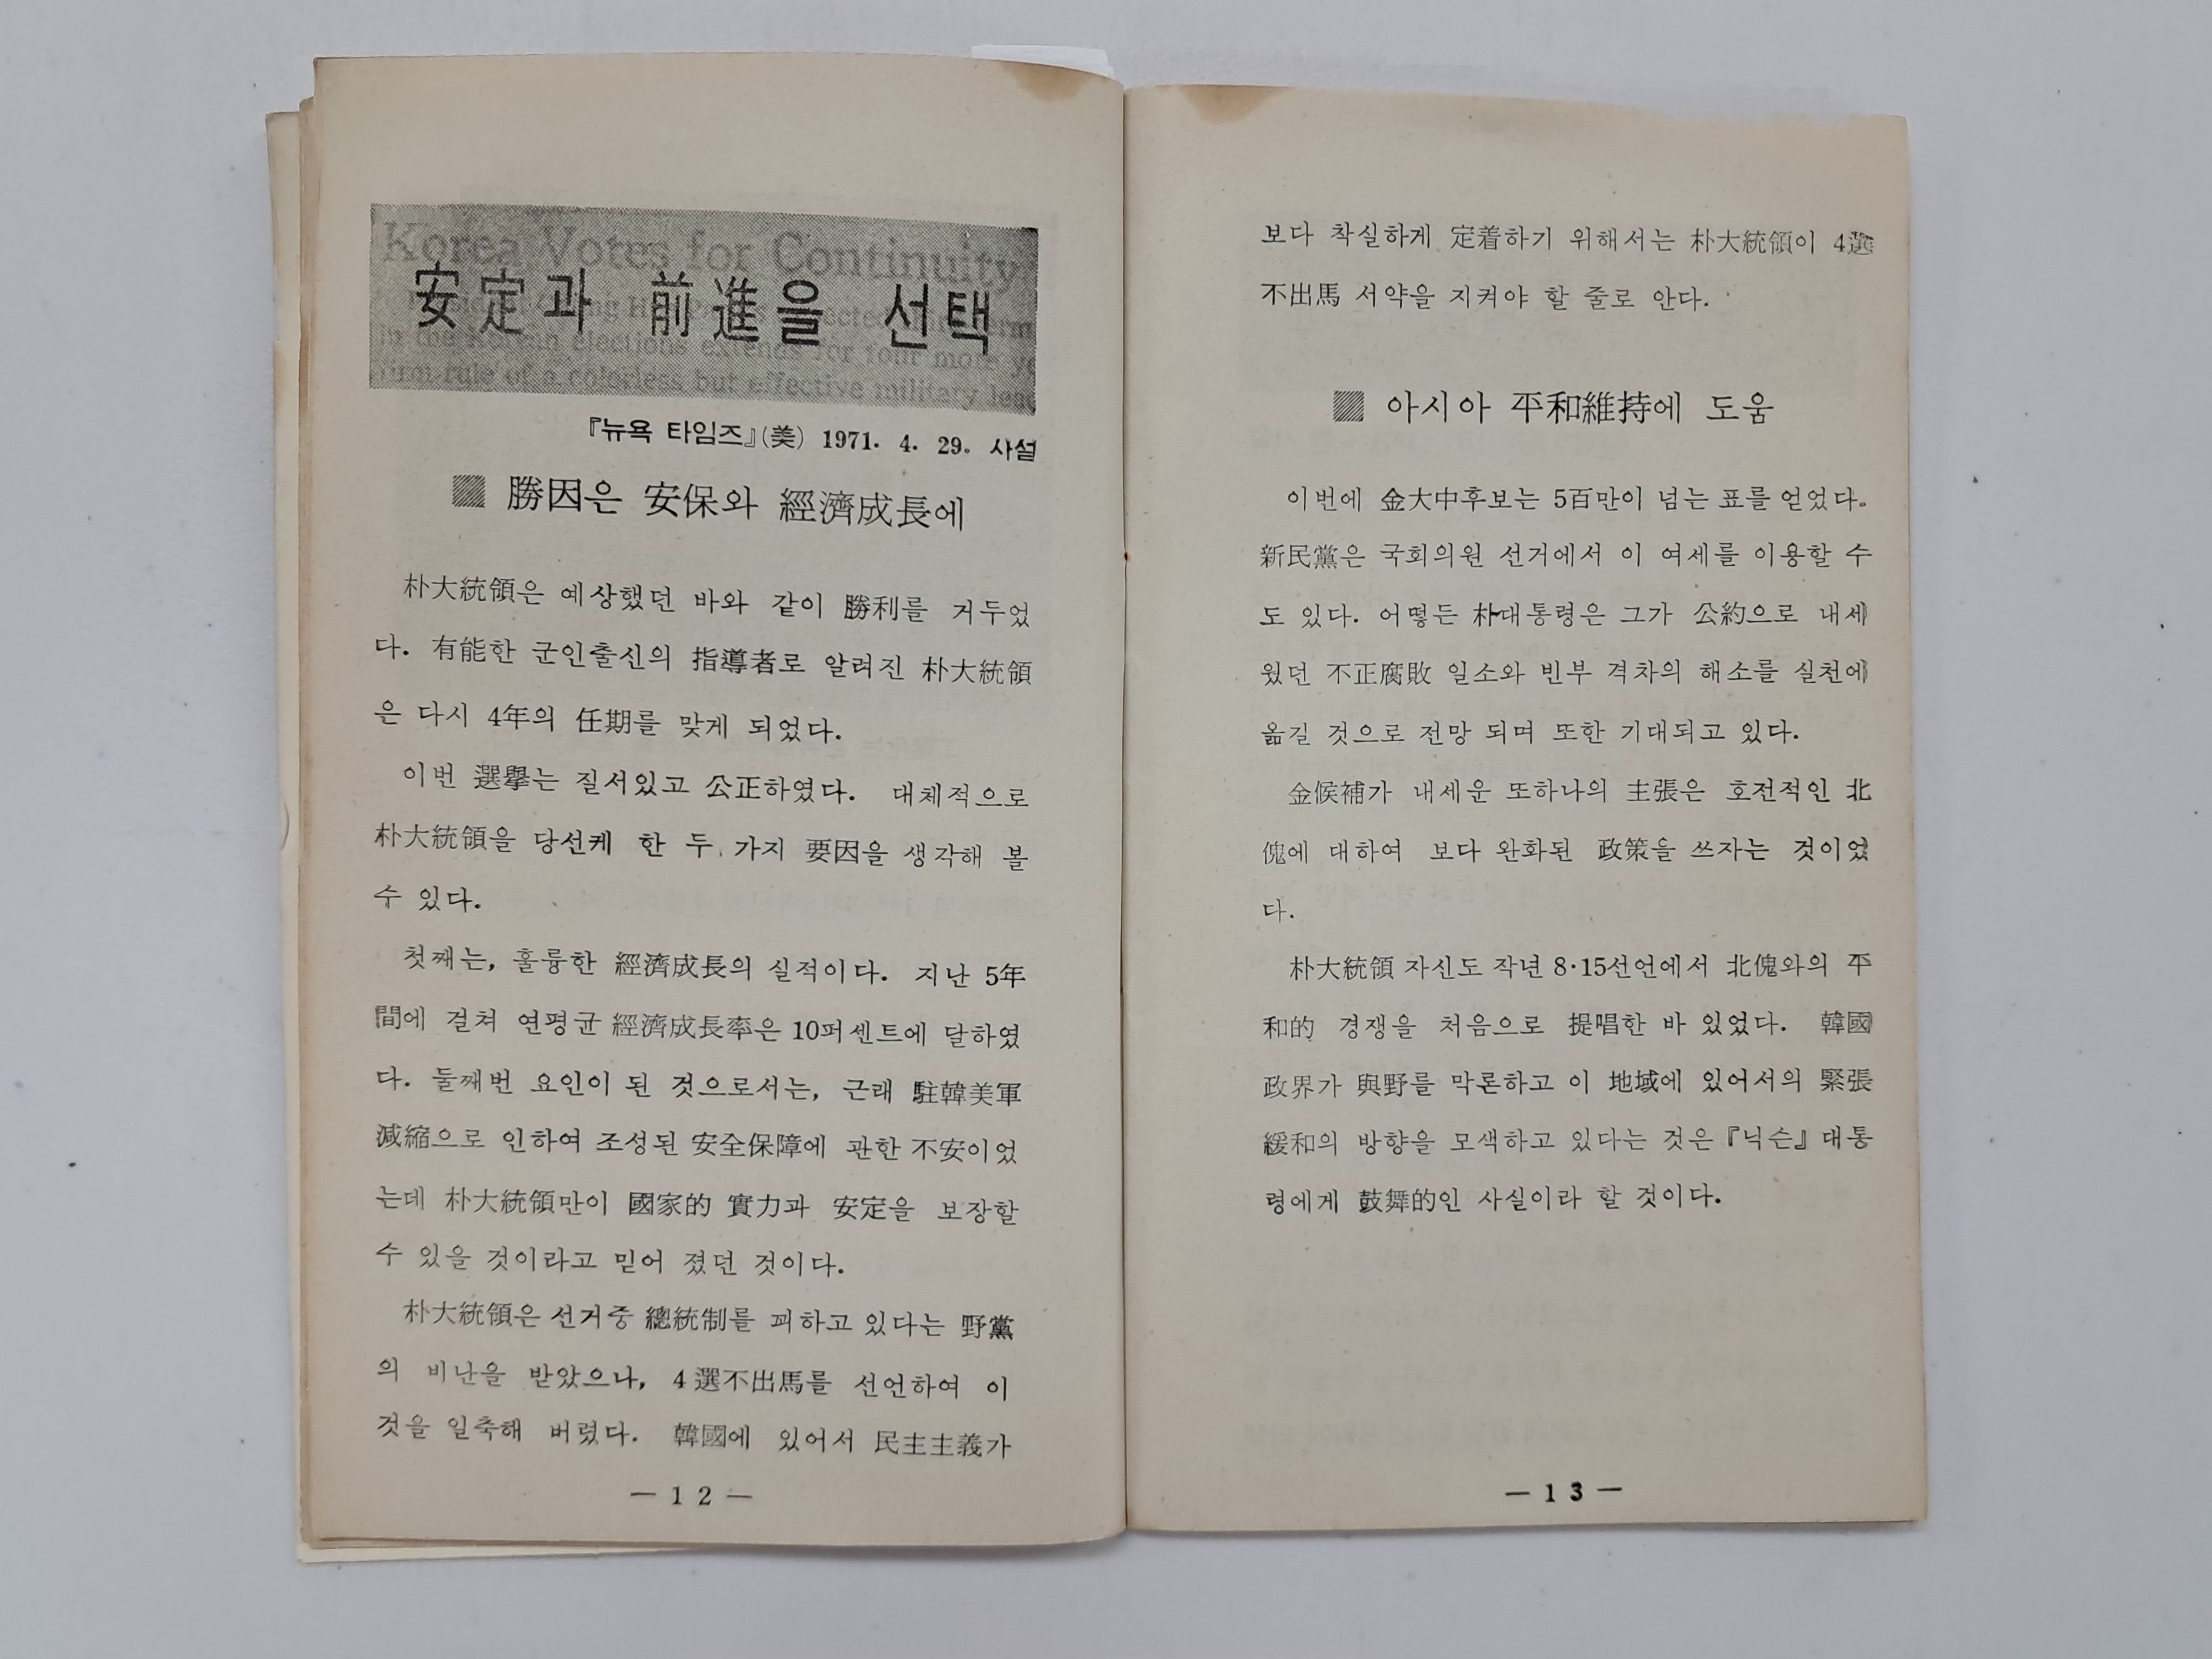 Korea Votes for Continuity
安定과 前進을 선택
in the Korean elections extends for four more
firm rule of a colorless but effective military
『뉴욕 타임즈』(美) 1971. 4. 29. 사설
▨ 勝因은 安保와 經濟成長에
朴大統領은 예상했던 바와 같이 勝利를 거두었
다. 有能한 군인출신의 指導者로 알려진 朴大統領
은 다시 4年의 任期를 맞게 되었다.
이번 選擧는 질서있고 公正하였다. 대체적으로
朴大統領을 당선케 한 두 가지 要因을 생각해 볼
수 있다.
첫째는, 훌륭한 經濟成長의 실적이다. 지난 5年
間에 걸쳐 연평균 經濟成長率은 10퍼센트에 달하였
다. 둘째번 요인이 된 것으로서는, 근래 駐韓美軍
減縮으로 인하여 조성된 安全保障에 관한 不安이었
는데 朴大統領만이 國家的 實力과 安定을 보장할
수 있을 것이라고 믿어 졌던 것이다.
朴大統領은 선거중 總統制를 꾀하고 있다는 野黨
의 비난을 받았으나, 4選不出馬를 선언하여 이
것을 일축해 버렸다. 韓國에 있어서 民主主義가
— 1 2 —
보다 착실하게 定着하기 위해서는 朴大統領이 4選
不出馬 서약을 지켜야 할 줄로 안다.
▨ 아시아 平和維持에 도움
이번에 金大中후보는 5百만이 넘는 표를 얻었다.
新民黨은 국회의원 선거에서 이 여세를 이용할 수
도 있다. 어떻든 朴대통령은 그가 公約으로 내세
웠던 不正腐敗 일소와 빈부 격차의 해소를 실천에
옮길 것으로 전망 되며 또한 기대되고 있다.
金候補가 내세운 또하나의 主張은 호전적인 北
傀에 대하여 보다 완화된 政策을 쓰자는 것이었
다.
朴大統領 자신도 작년 8·15선언에서 北傀와의 平
和的 경쟁을 처음으로 提唱한 바 있었다. 韓國
政界가 與野를 막론하고 이 地域에 있어서의 緊張
緩和의 방향을 모색하고 있다는 것은 『닉슨』 대통
령에게 鼓舞的인 사실이라 할 것이다.
— 1 3 —